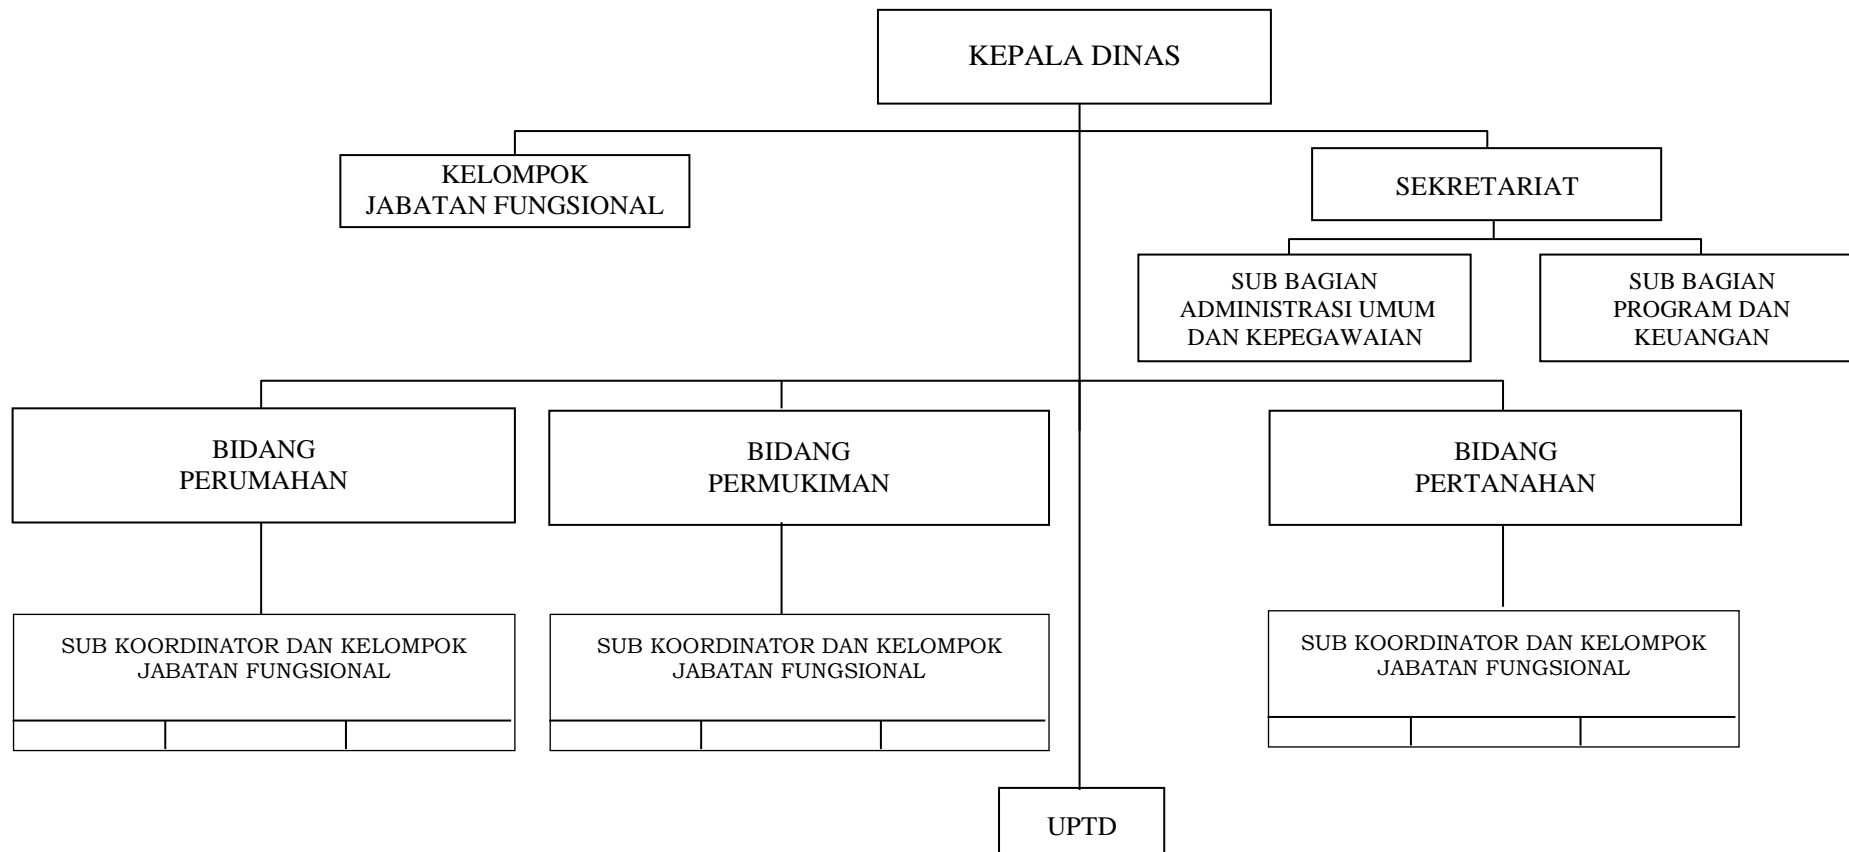 KEPALA DINAS
KELOMPOK
JABATAN FUNGSIONAL
SEKRETARIAT
SUB BAGIAN
ADMINISTRASI UMUM
DAN KEPEGAWAIAN
SUB BAGIAN
PROGRAM DAN
KEUANGAN
BIDANG
PERUMAHAN
BIDANG
PERMUKIMAN
BIDANG
PERTANAHAN
SUB KOORDINATOR DAN KELOMPOK
JABATAN FUNGSIONAL
SUB KOORDINATOR DAN KELOMPOK
JABATAN FUNGSIONAL
SUB KOORDINATOR DAN KELOMPOK
JABATAN FUNGSIONAL
UPTD